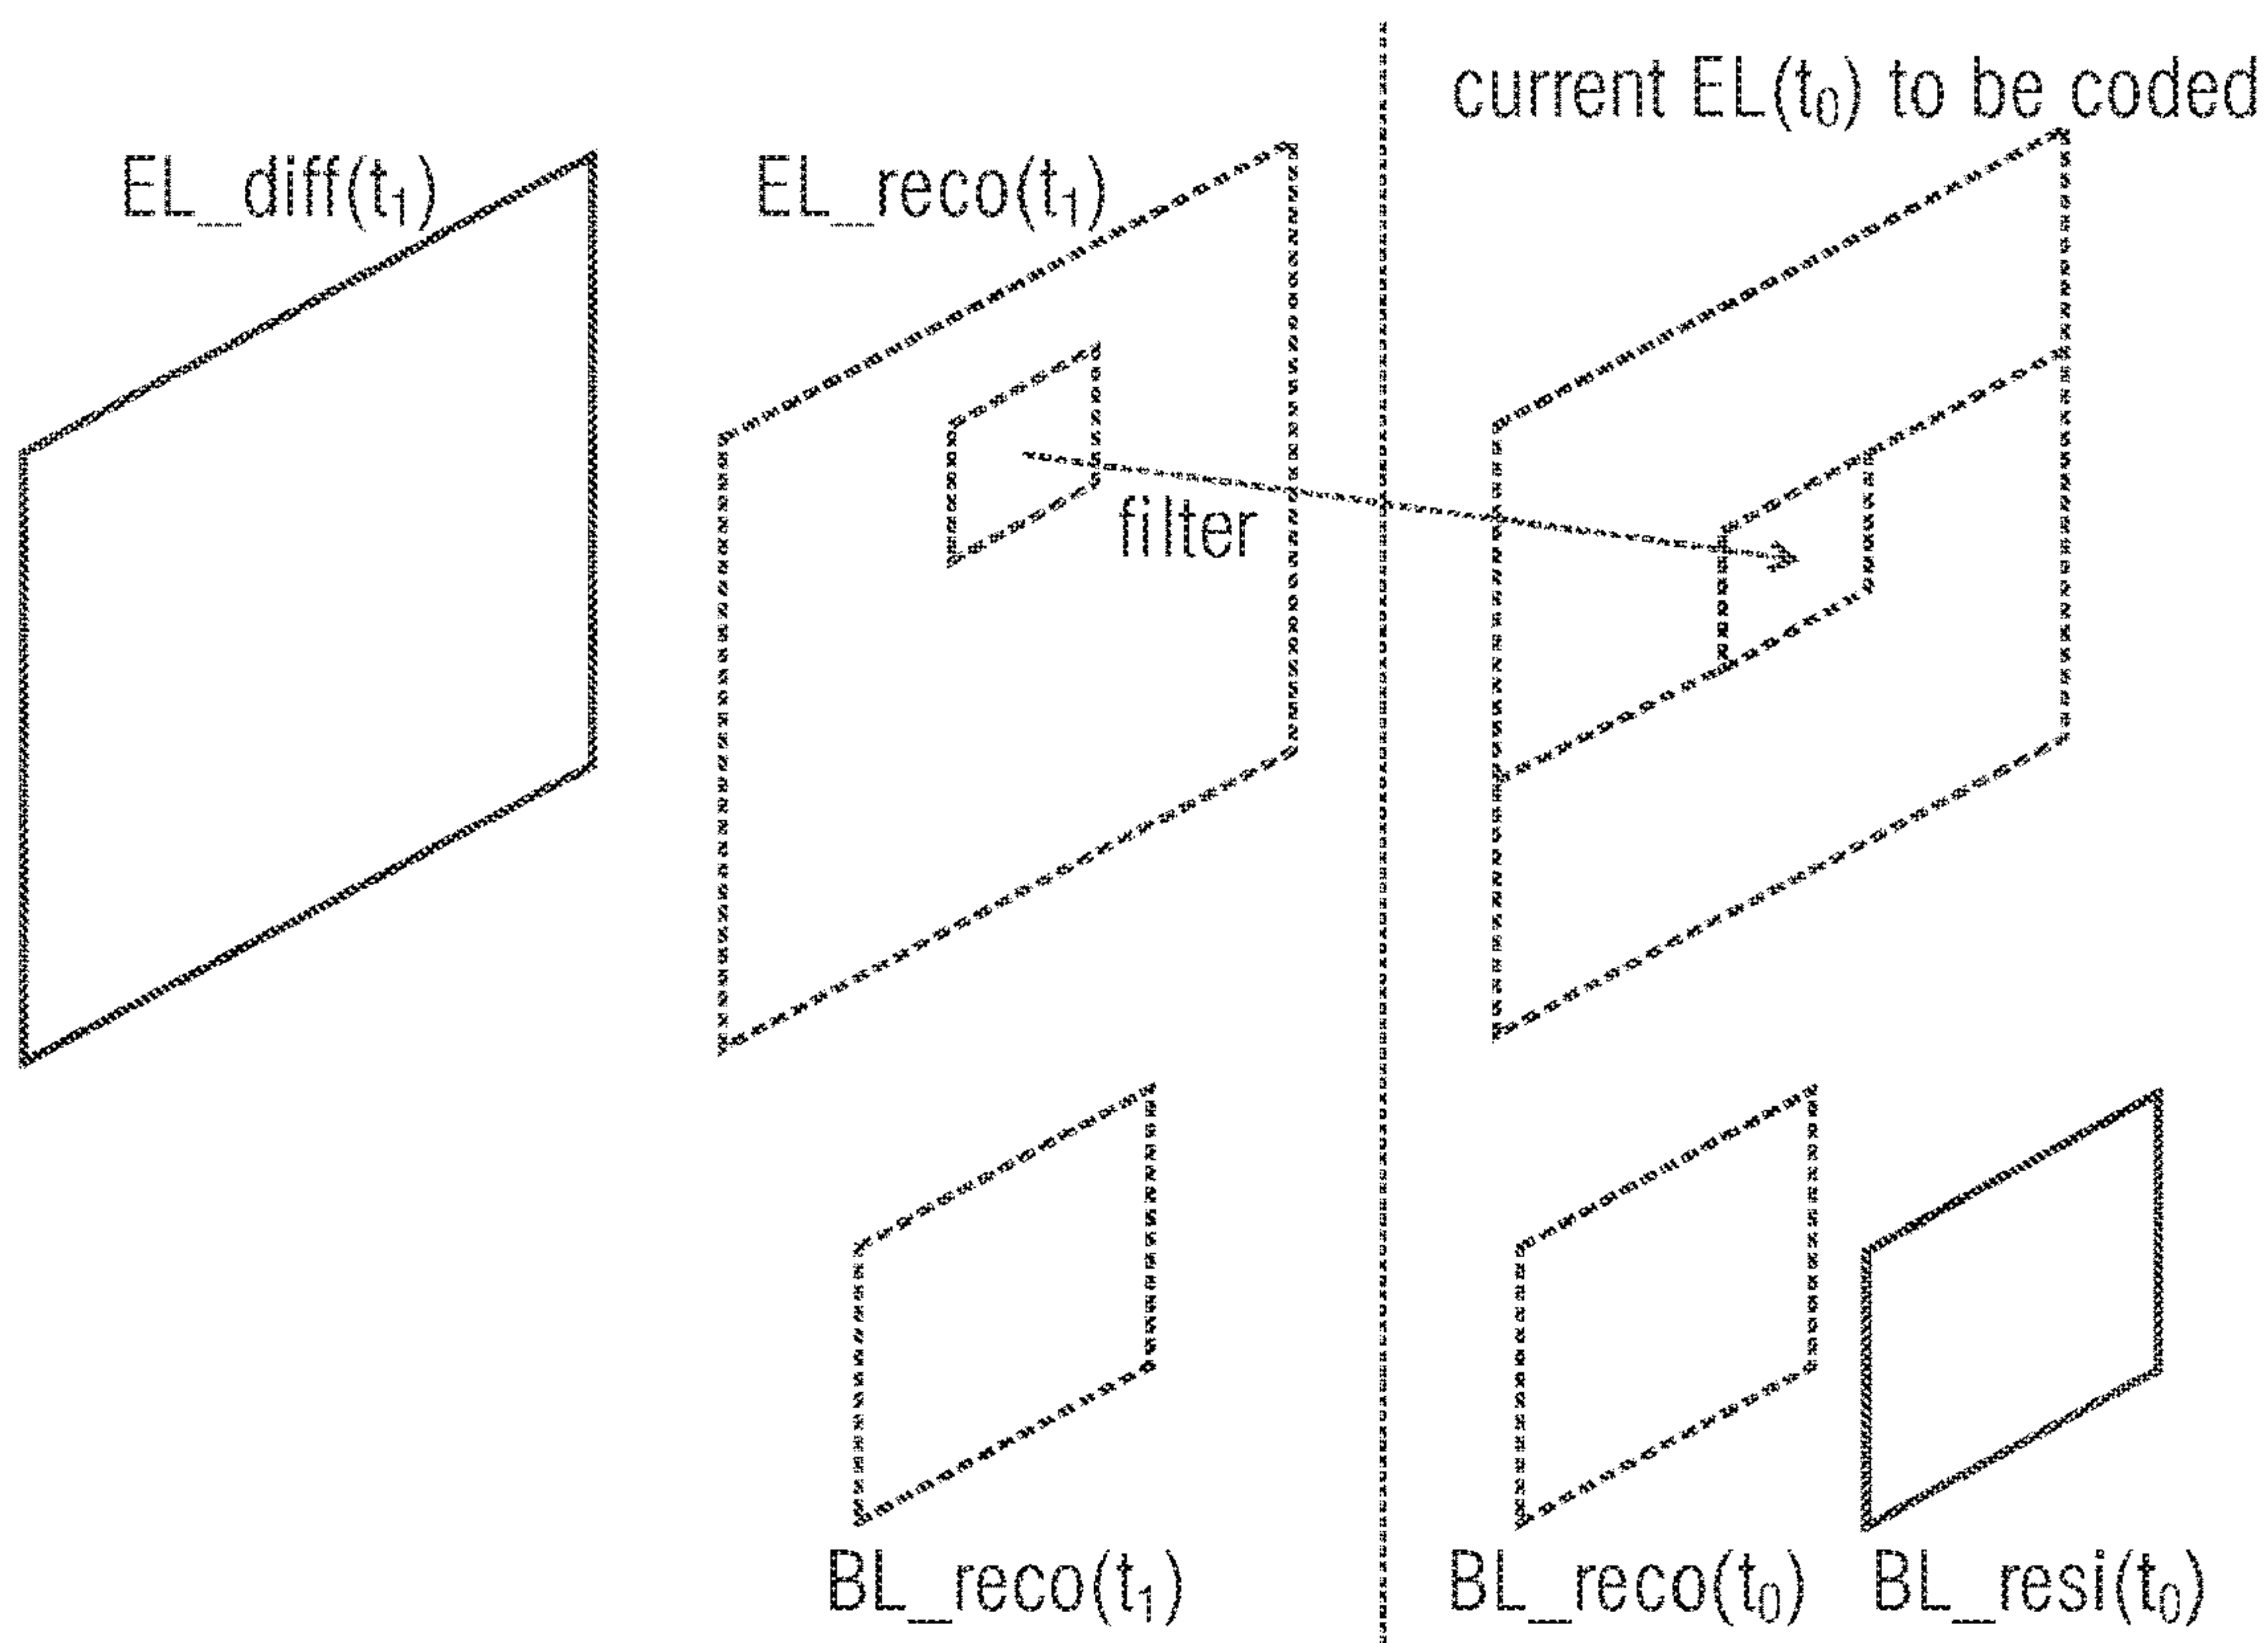 current EL(t₀) to be coded
EL_diff(t₁)
EL_reco(t₁)
filter
BL_reco(t₁)
BL_reco(t₀)
BL_resi(t₀)